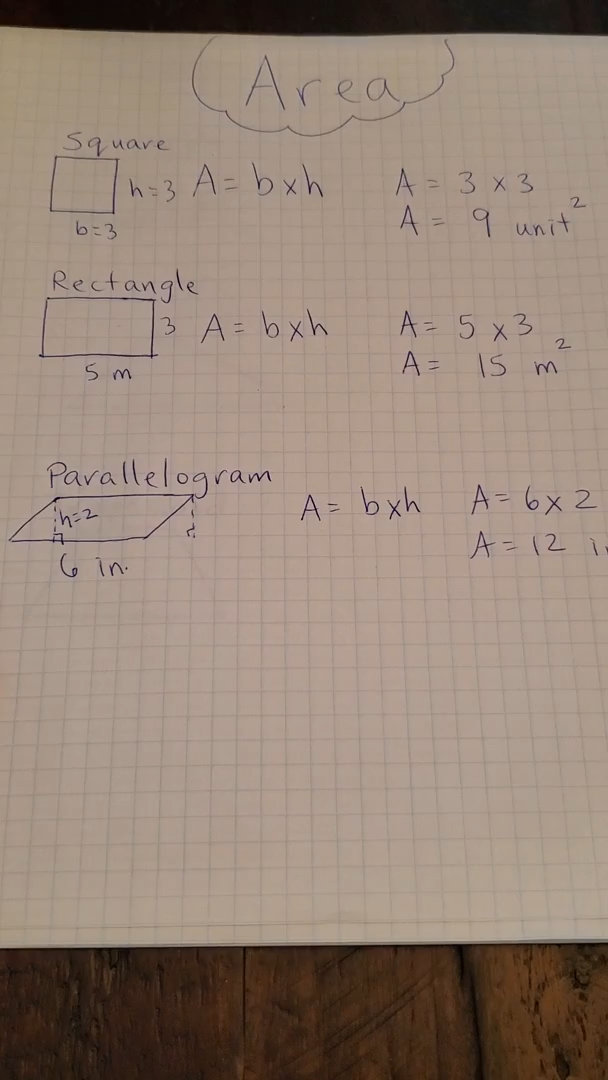 Area
Square
h=3 A = b x h A = 3 x 3
b=3 A = 9 unit²
Rectangle
3 A = b x h A = 5 x 3
5 m A = 15 m²
Parallelogram
h=2 A = b x h A = 6 x 2
6 in. A = 12